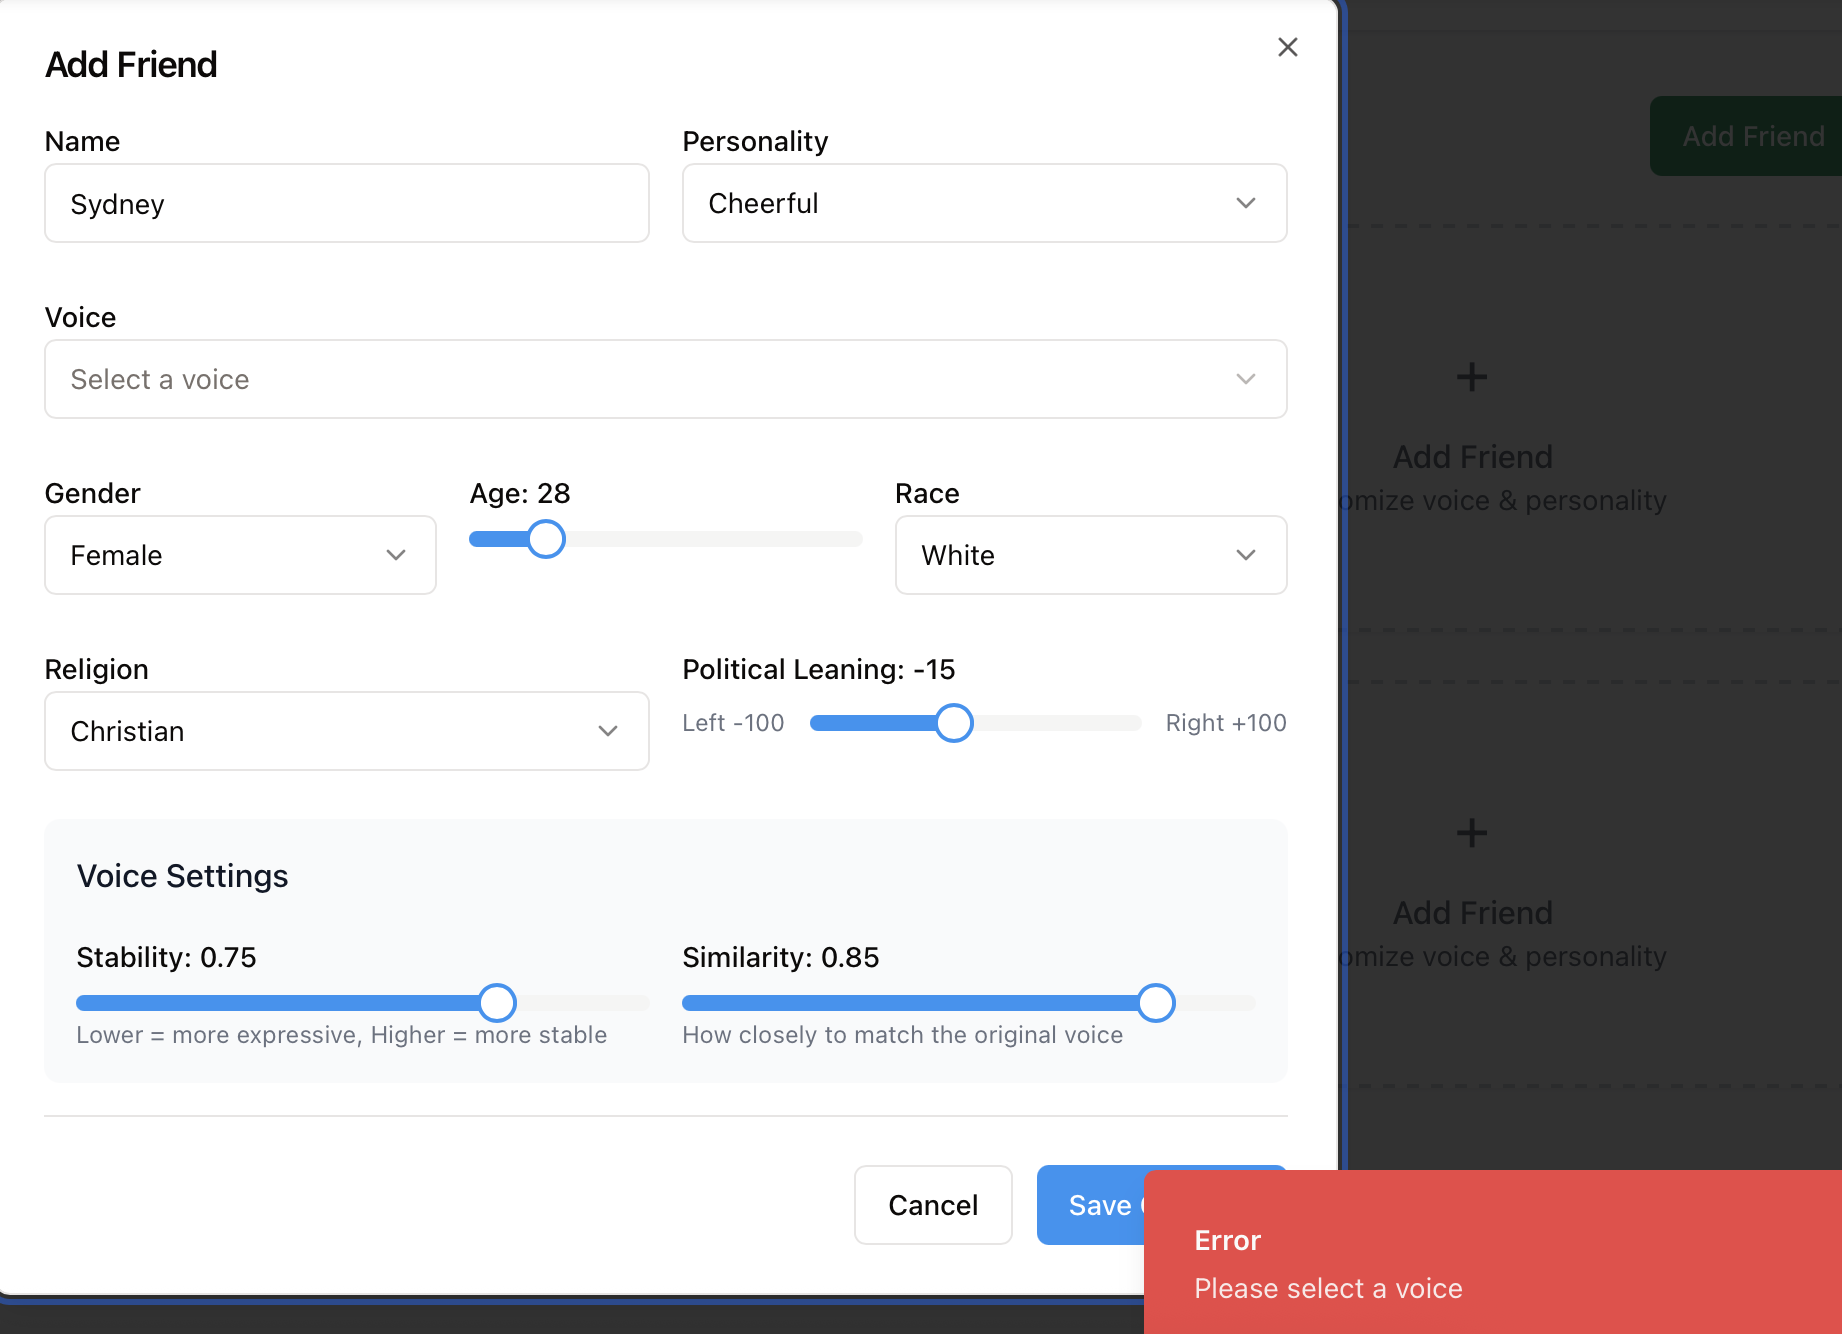 Add Friend
Name
Personality
Sydney
Cheerful
Voice
Select a voice
Gender
Age: 28
Race
Female
White
Religion
Political Leaning: -15
Christian
Left -100
Right +100
Voice Settings
Stability: 0.75
Similarity: 0.85
Lower = more expressive, Higher = more stable
How closely to match the original voice
Cancel
Save
Add Friend
Add Friend
omize voice & personality
Add Friend
omize voice & personality
Error
Please select a voice